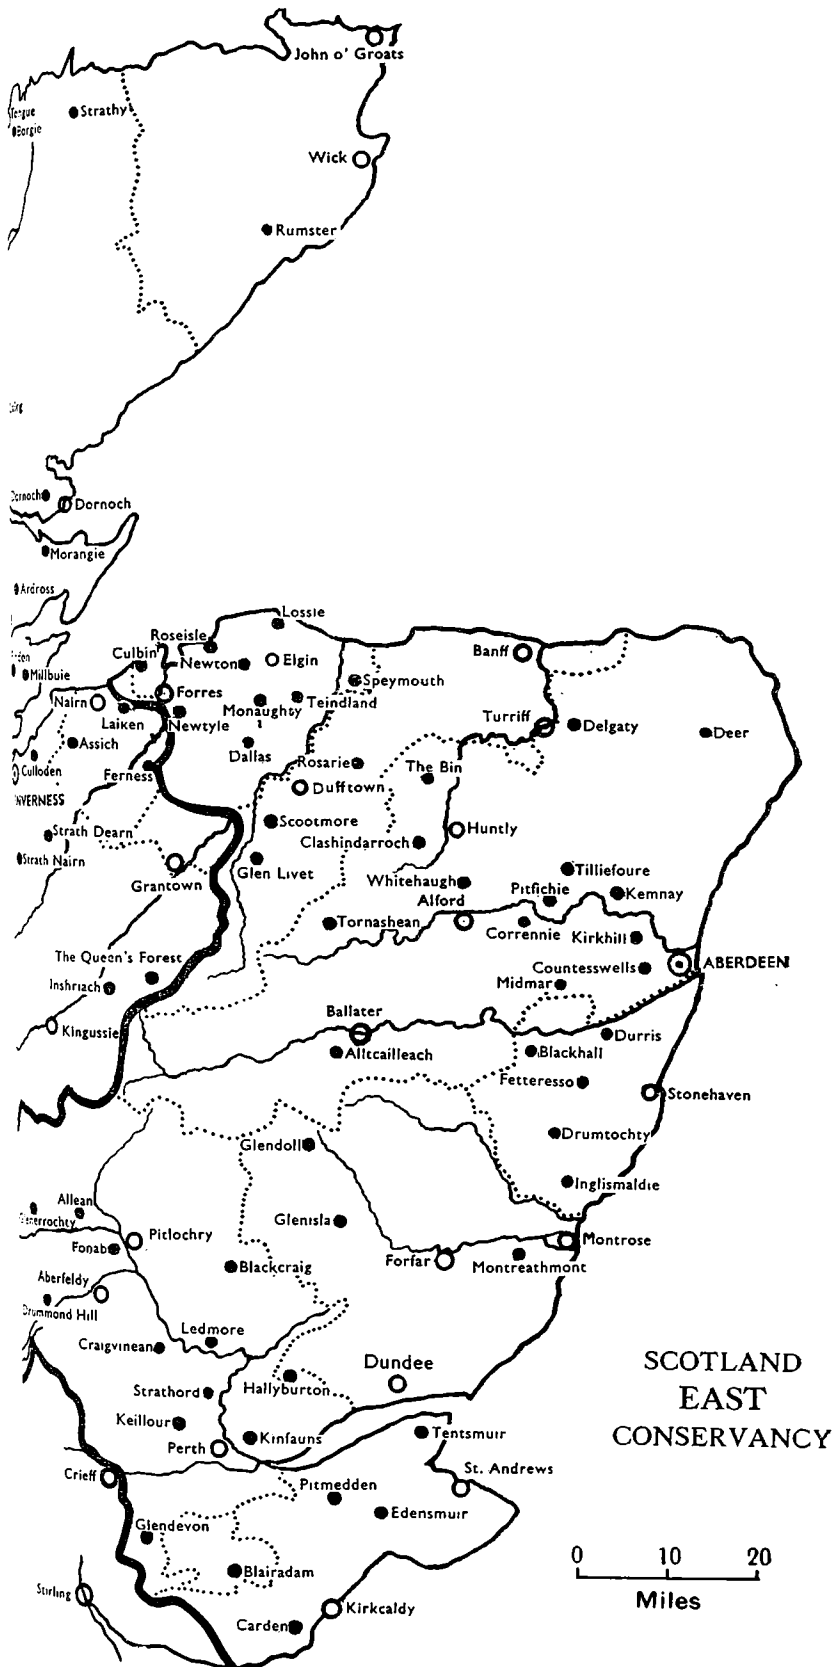 John o' Groats
Tongue
Strathy
Borgie
Wick
Rumster
Dornoch
Dornoch
Morangie
Ardross
Lossie
Roseisle
Culbin
Newton
Elgin
Banff
Millbuie
Speymouth
Nairn
Forres
Monaughty
Teindland
Laiken
Newtyle
Turriff
Delgaty
Deer
Assich
Dallas
Rosarie
The Bin
Culloden
Ferness
Dufftown
INVERNESS
Strath Dearn
Scootmore
Clashindarroch
Huntly
Strath Nairn
Grantown
Glen Livet
Whitehaugh
Tilliefoure
Alford
Pitfichie
Kemnay
Tornashean
Corrennie
Kirkhill
The Queen's Forest
Countesswells
ABERDEEN
Inshriach
Midmar
Ballater
Kingussie
Durris
Alltcailleach
Blackhall
Fetteresso
Stonehaven
Drumtochty
Glendoll
Inglismaldie
Allean
Glenerrochty
Glenisla
Pitlochry
Montrose
Fonab
Forfar
Montreathmont
Blackcraig
Aberfeldy
Drummond Hill
Ledmore
Craigvinean
Dundee
SCOTLAND
EAST
CONSERVANCY
Strathord
Hallyburton
Keillour
Kinfauns
Tentsmuir
Perth
Crieff
St. Andrews
Pitmedden
Edensmuir
Glendevon
Blairadam
0 10 20
Miles
Stirling
Kirkcaldy
Carden